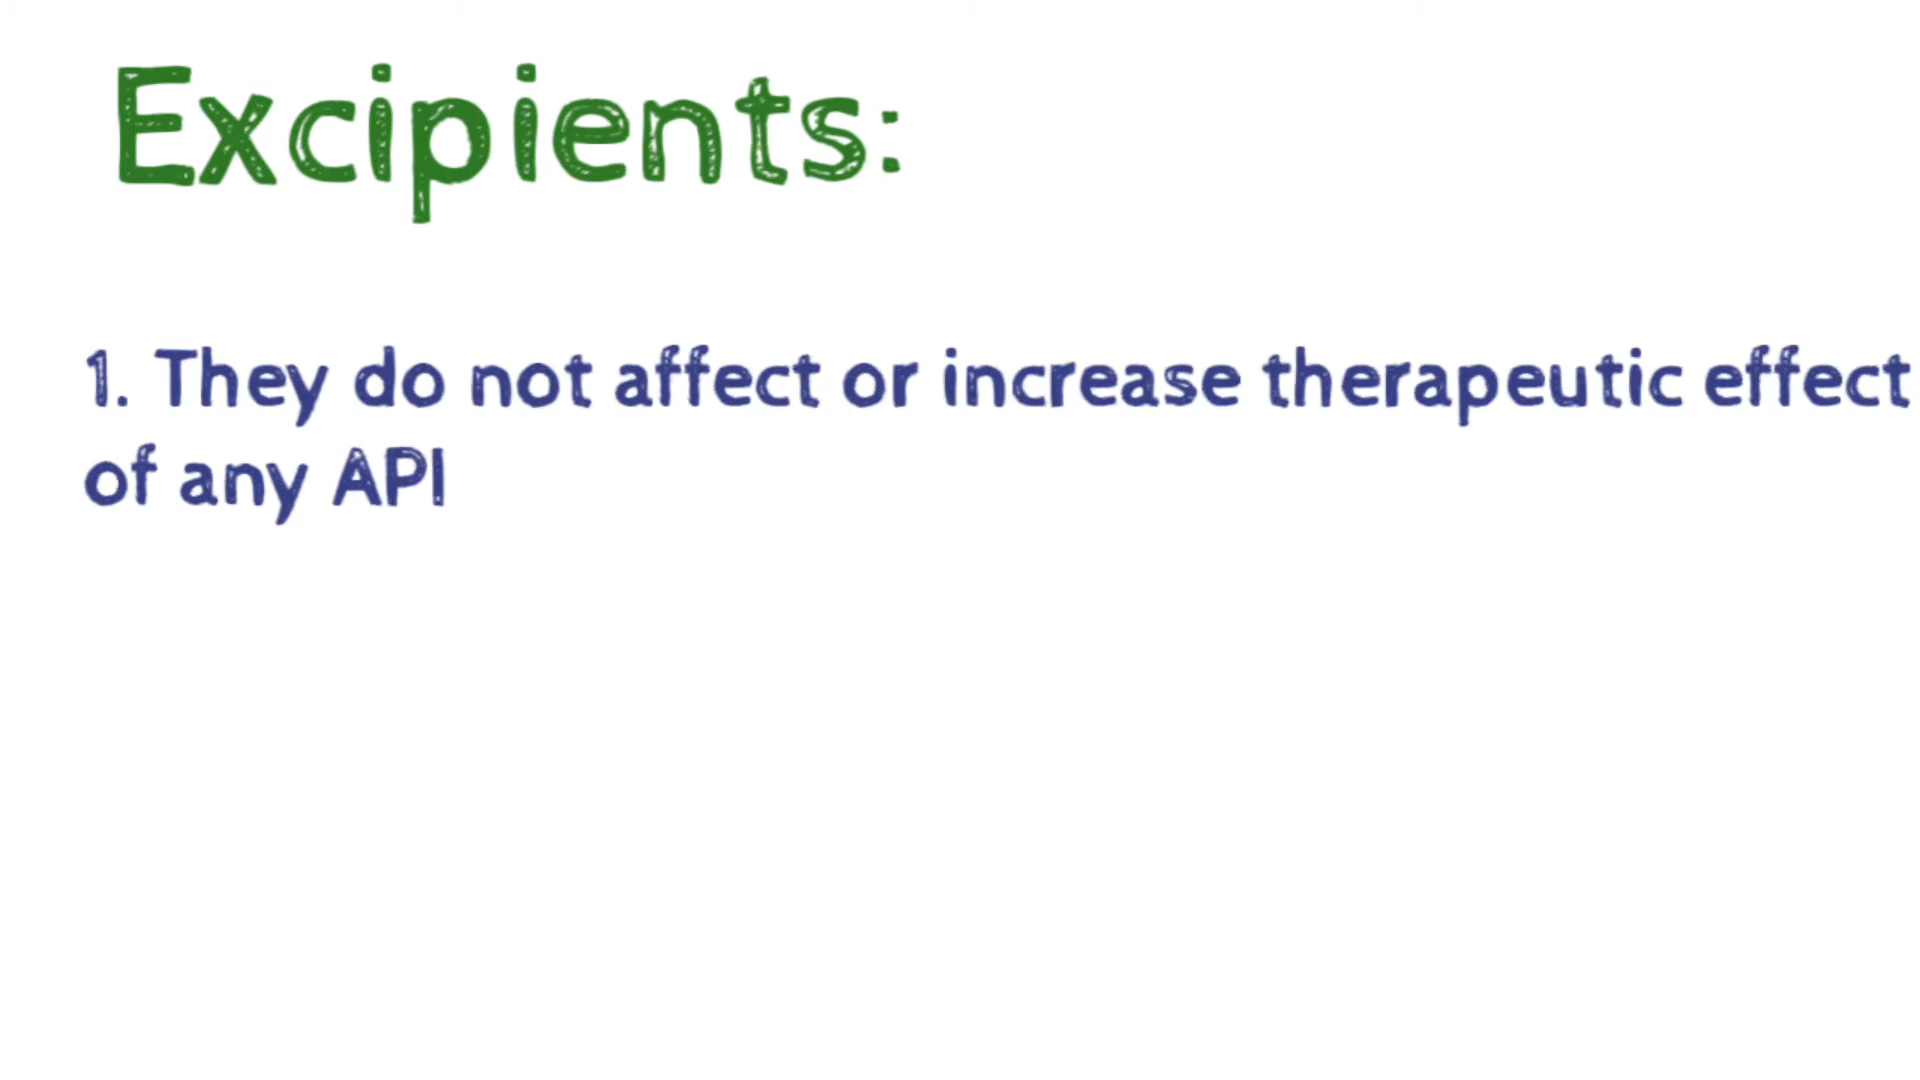 Excipients:
1. They do not affect or increase therapeutic effect
of any API